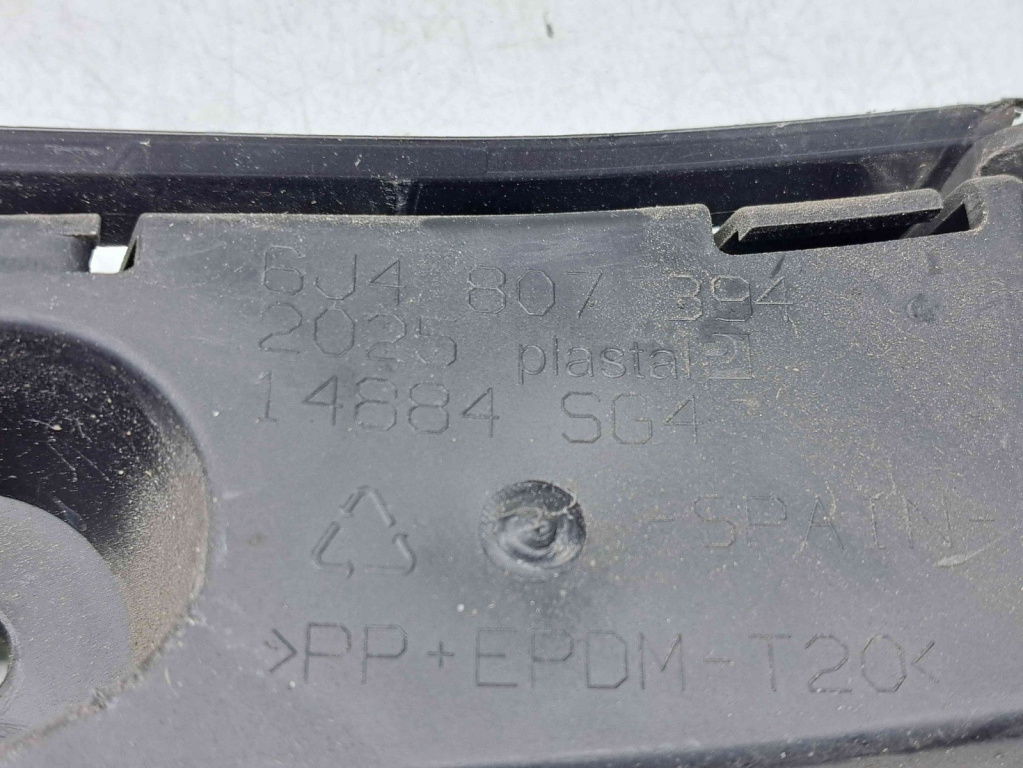 6J4 807 394
2025 plastal
14884 SG4
-SPAIN-
>PP+EPDM-T20<